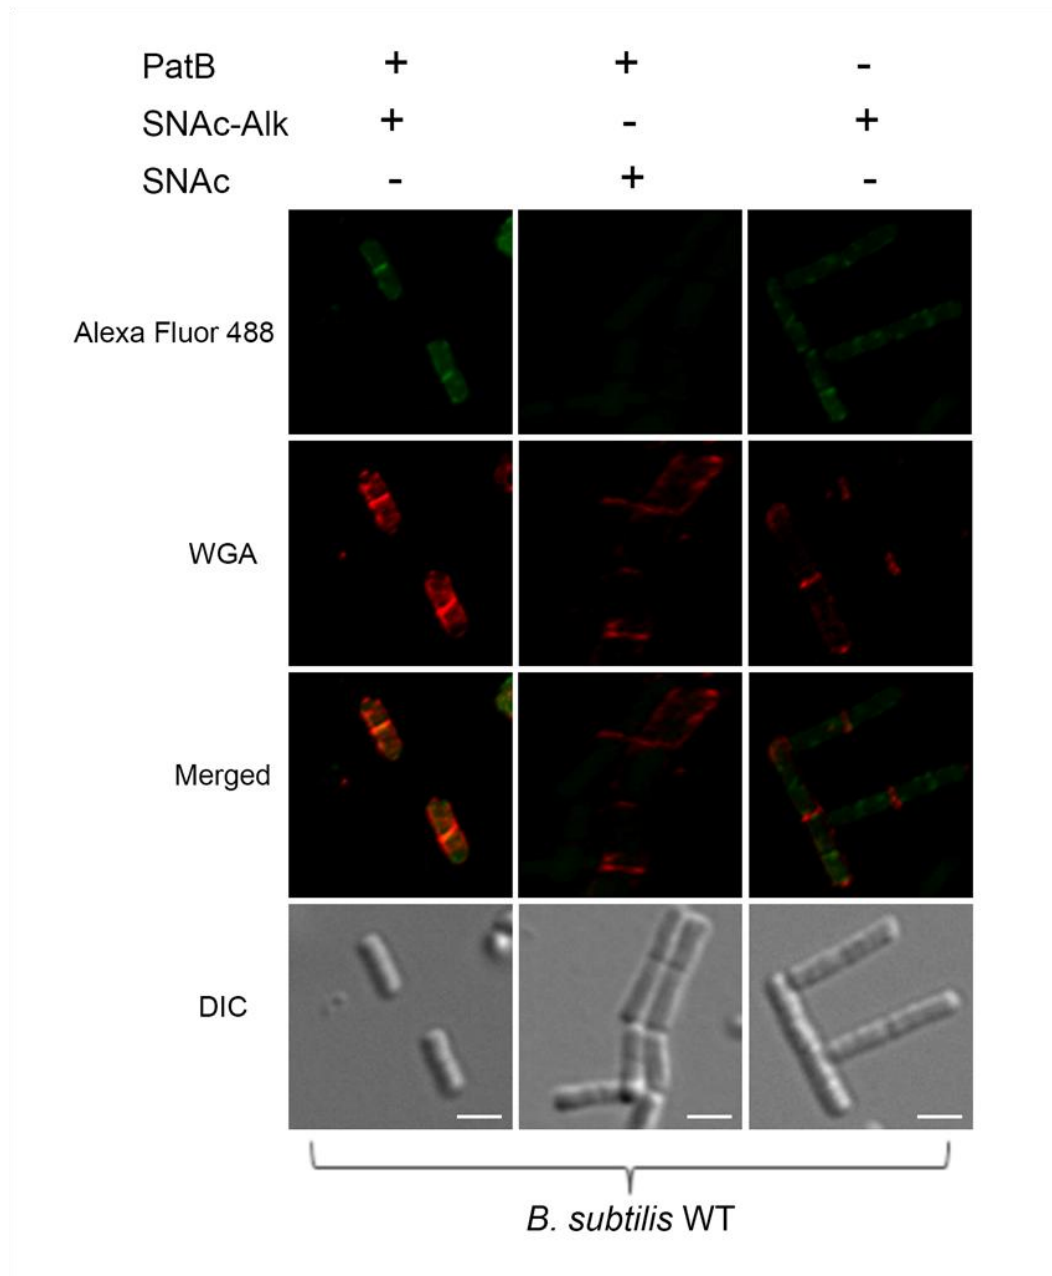 PatB + + -
SNAc-Alk + - +
SNAc - + -
Alexa Fluor 488
WGA
Merged
DIC
B. subtilis WT